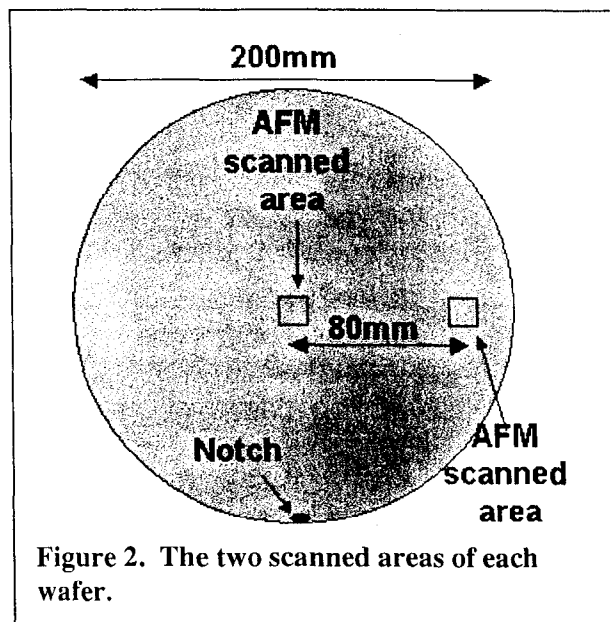 200mm
AFM
scanned
area
80mm
Notch
AFM
scanned
area
Figure 2. The two scanned areas of each
wafer.